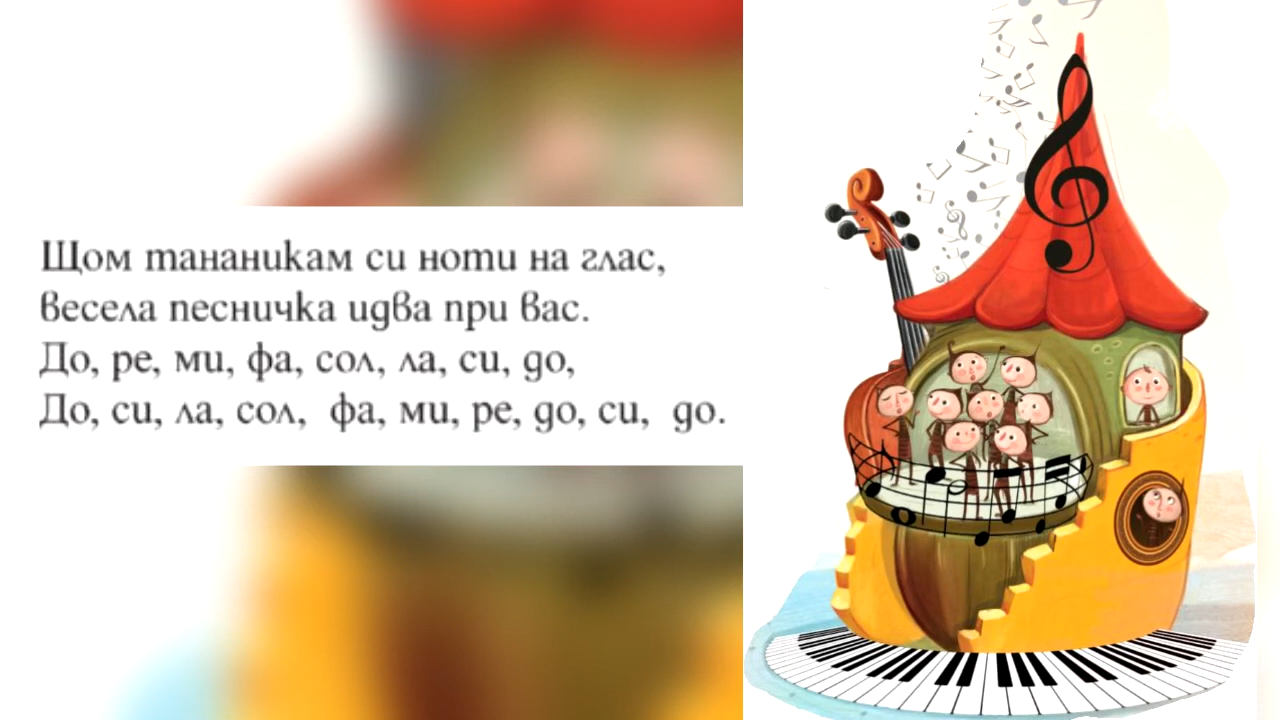 Щом тананикам си ноти на глас,
весела песничка идва при вас.
До, ре, ми, фа, сол, ла, си, до,
До, си, ла, сол, фа, ми, ре, до, си, до.